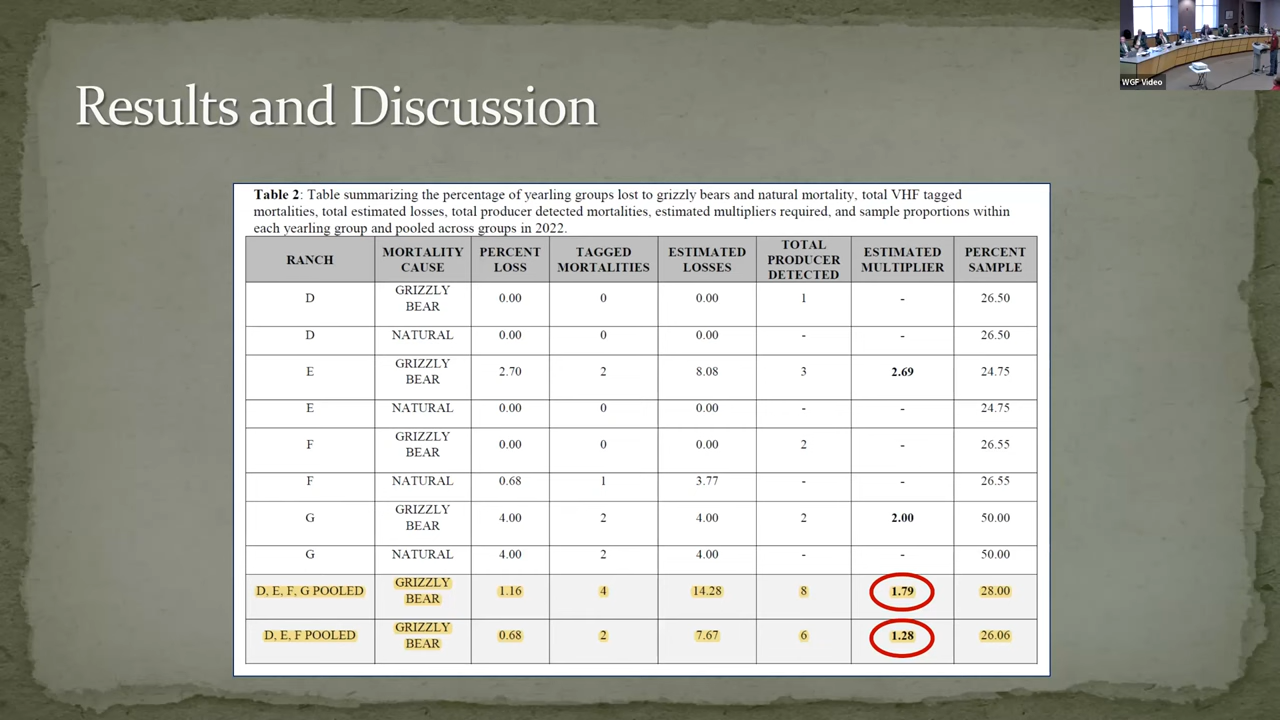 WGF Video
Results and Discussion
Table 2: Table summarizing the percentage of yearling groups lost to grizzly bears and natural mortality, total VHF tagged
mortalities, total estimated losses, total producer detected mortalities, estimated multipliers required, and sample proportions within
each yearling group and pooled across groups in 2022.
RANCH MORTALITY CAUSE PERCENT LOSS TAGGED MORTALITIES ESTIMATED LOSSES TOTAL PRODUCER DETECTED ESTIMATED MULTIPLIER PERCENT SAMPLE
D GRIZZLY BEAR 0.00 0 0.00 1 - 26.50
D NATURAL 0.00 0 0.00 - - 26.50
E GRIZZLY BEAR 2.70 2 8.08 3 2.69 24.75
E NATURAL 0.00 0 0.00 - - 24.75
F GRIZZLY BEAR 0.00 0 0.00 2 - 26.55
F NATURAL 0.68 1 3.77 - - 26.55
G GRIZZLY BEAR 4.00 2 4.00 2 2.00 50.00
G NATURAL 4.00 2 4.00 - - 50.00
D, E, F, G POOLED GRIZZLY BEAR 1.16 4 14.28 8 1.79 28.00
D, E, F POOLED GRIZZLY BEAR 0.68 2 7.67 6 1.28 26.06